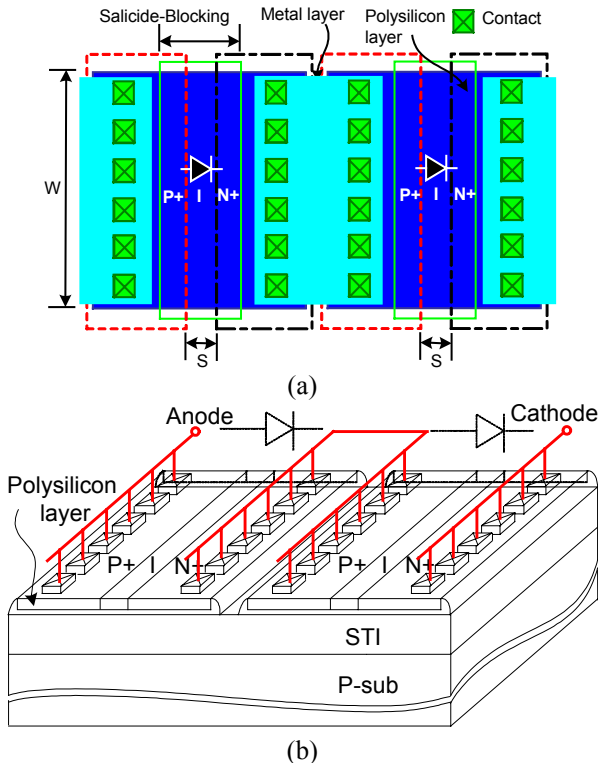 Salicide-Blocking
Metal layer
Polysilicon
layer
Contact
W
P+ I N+
P+ I N+
S
S
(a)
Anode
Cathode
Polysilicon
layer
P+ I N+
P+ I N+
STI
P-sub
(b)